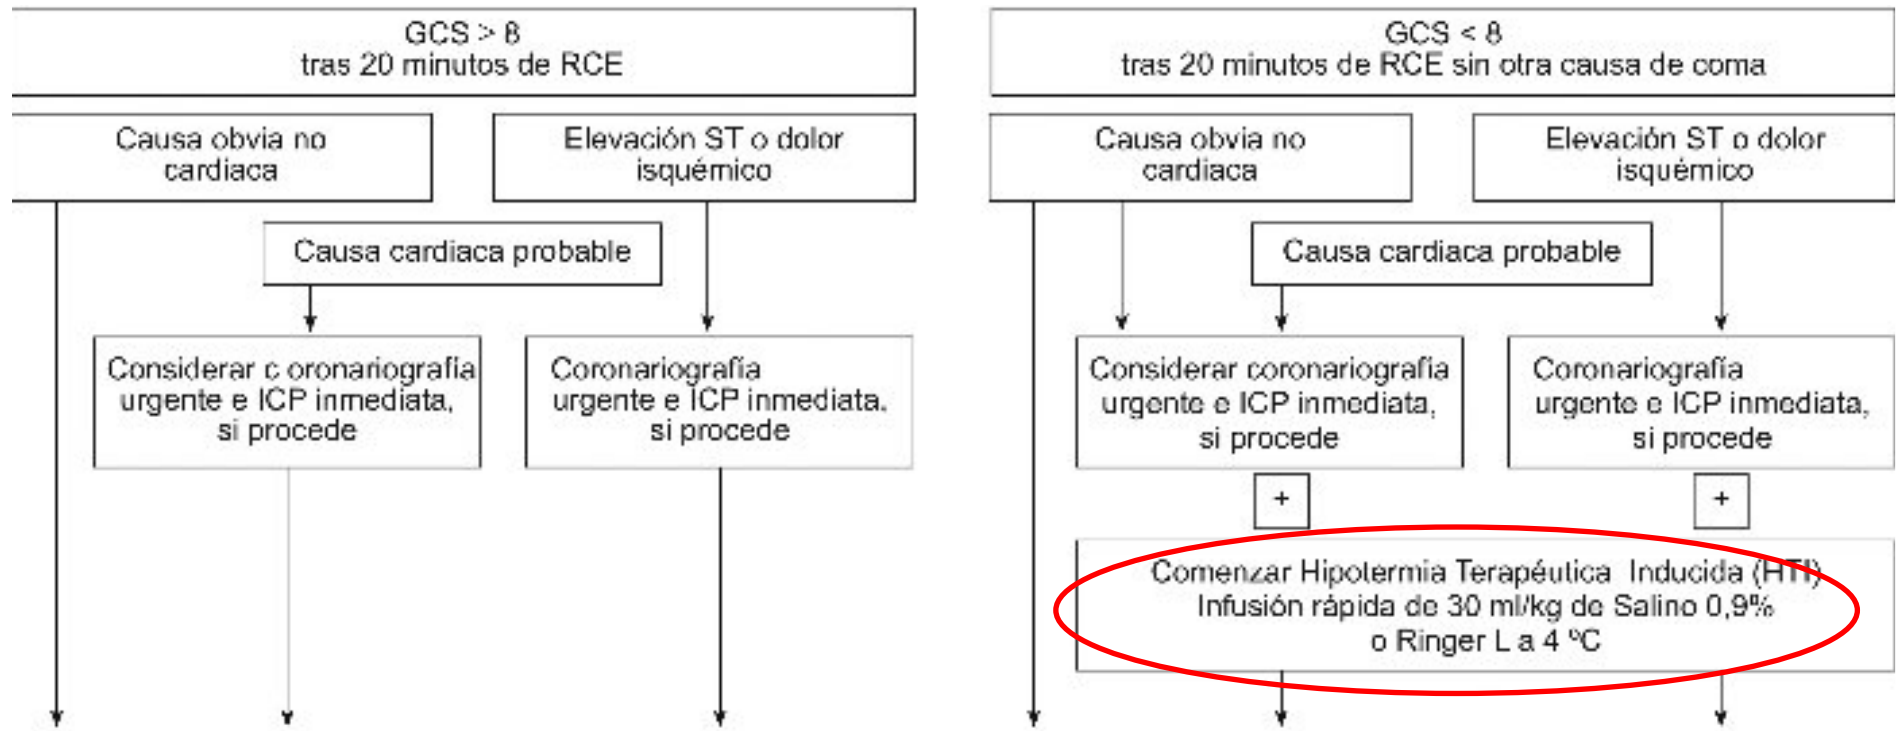 GCS > 8
tras 20 minutos de RCE
Causa obvia no
cardiaca
Elevación ST o dolor
isquémico
Causa cardiaca probable
Considerar c oronariografía
urgente e ICP inmediata,
si procede
Coronariografía
urgente e ICP inmediata.
si procede
GCS < 8
tras 20 minutos de RCE sin otra causa de coma
Causa obvia no
cardiaca
Elevación ST o dolor
isquémico
Causa cardiaca probable
Considerar coronariografía
urgente e ICP inmediata,
si procede
Coronariografía
urgente e ICP inmediata,
si procede
+
+
Comenzar Hipotermia Terapéutica Inducida (HTI)
Infusión rápida de 30 ml/kg de Salino 0,9%
o Ringer L a 4 ºC